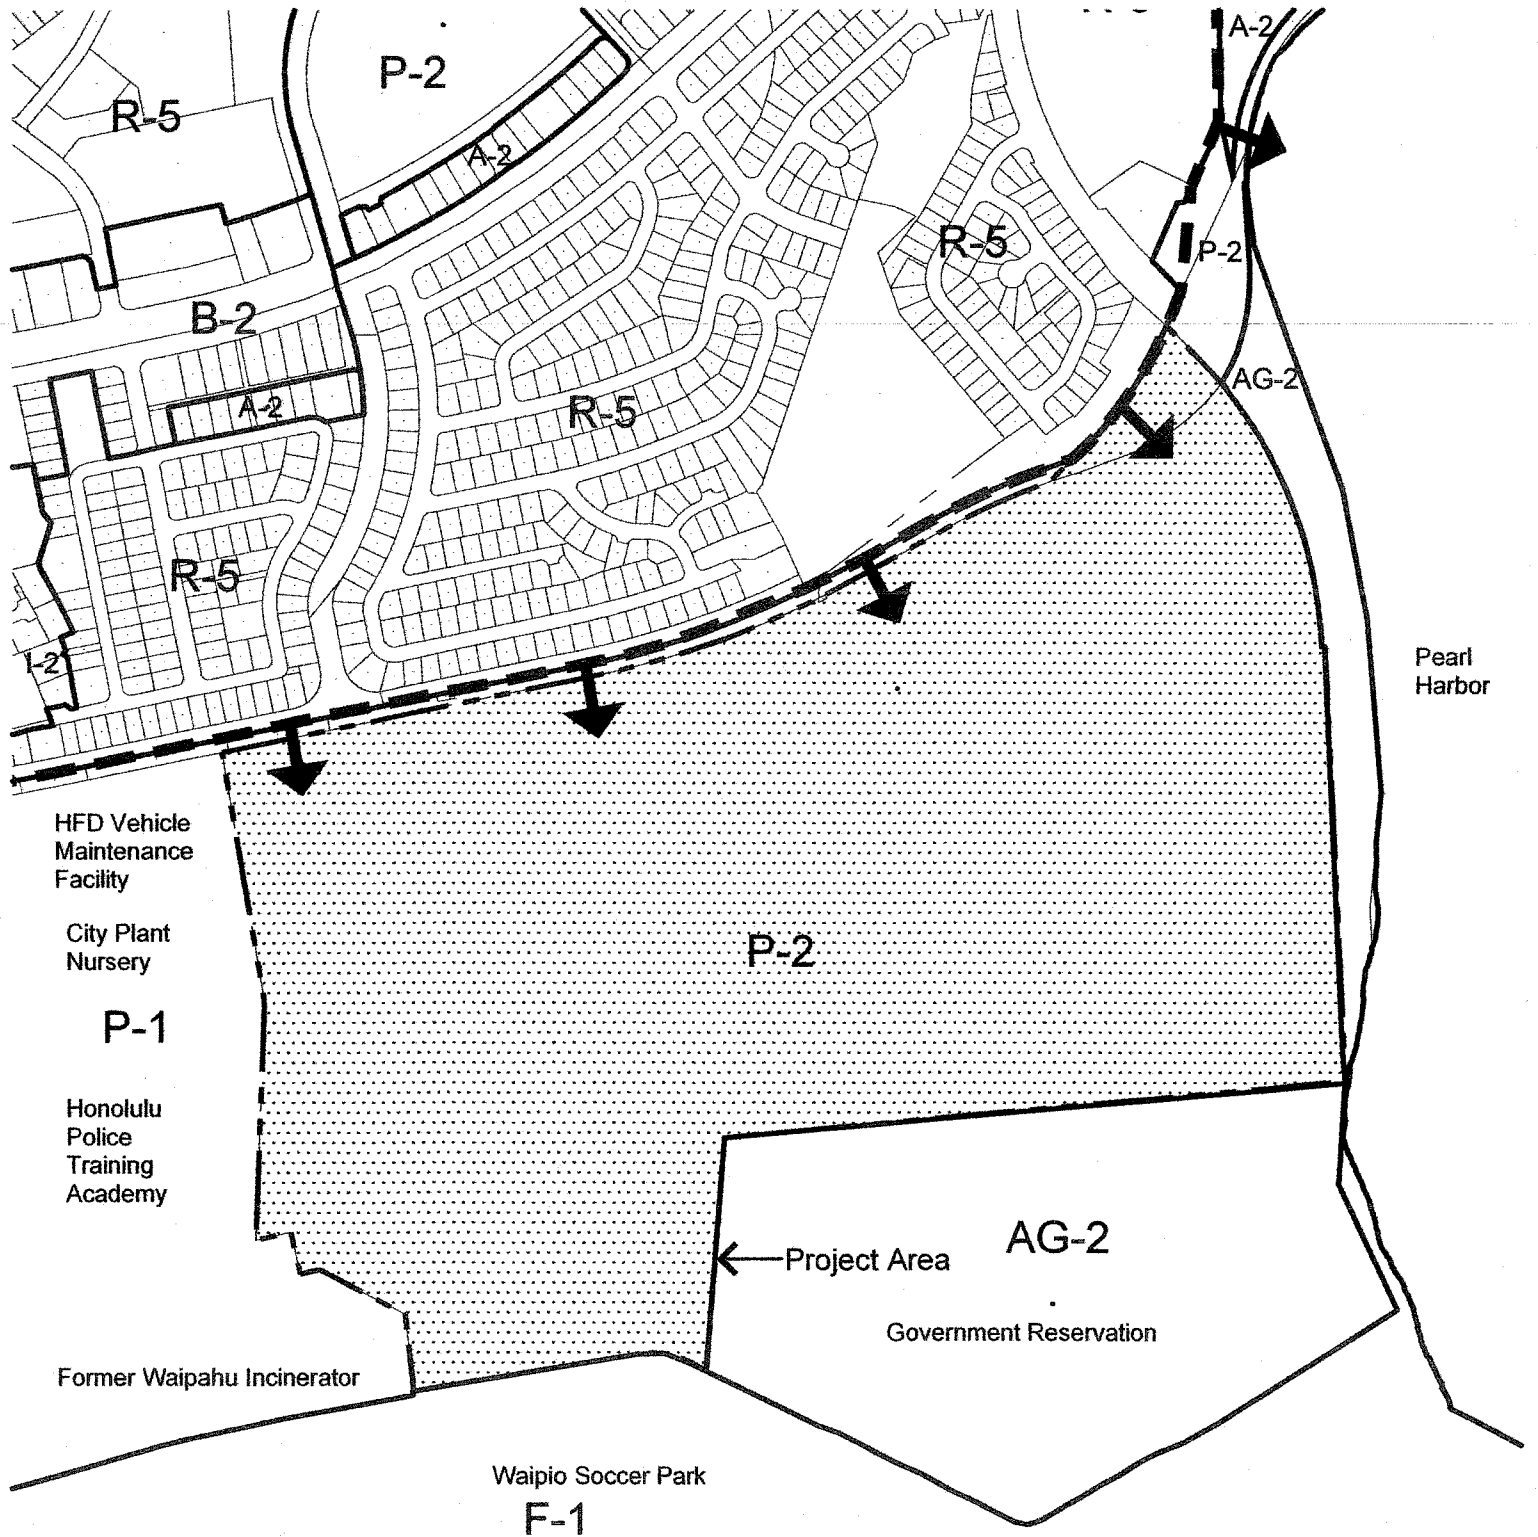 A-2
P-2
R-5
A-2
R-5
P-2
B-2
AG-2
A-2
R-5
R-5
I-2
Pearl
Harbor
HFD Vehicle
Maintenance
Facility
City Plant
Nursery
P-2
P-1
Honolulu
Police
Training
Academy
AG-2
Project Area
Government Reservation
Former Waipahu Incinerator
Waipio Soccer Park
F-1